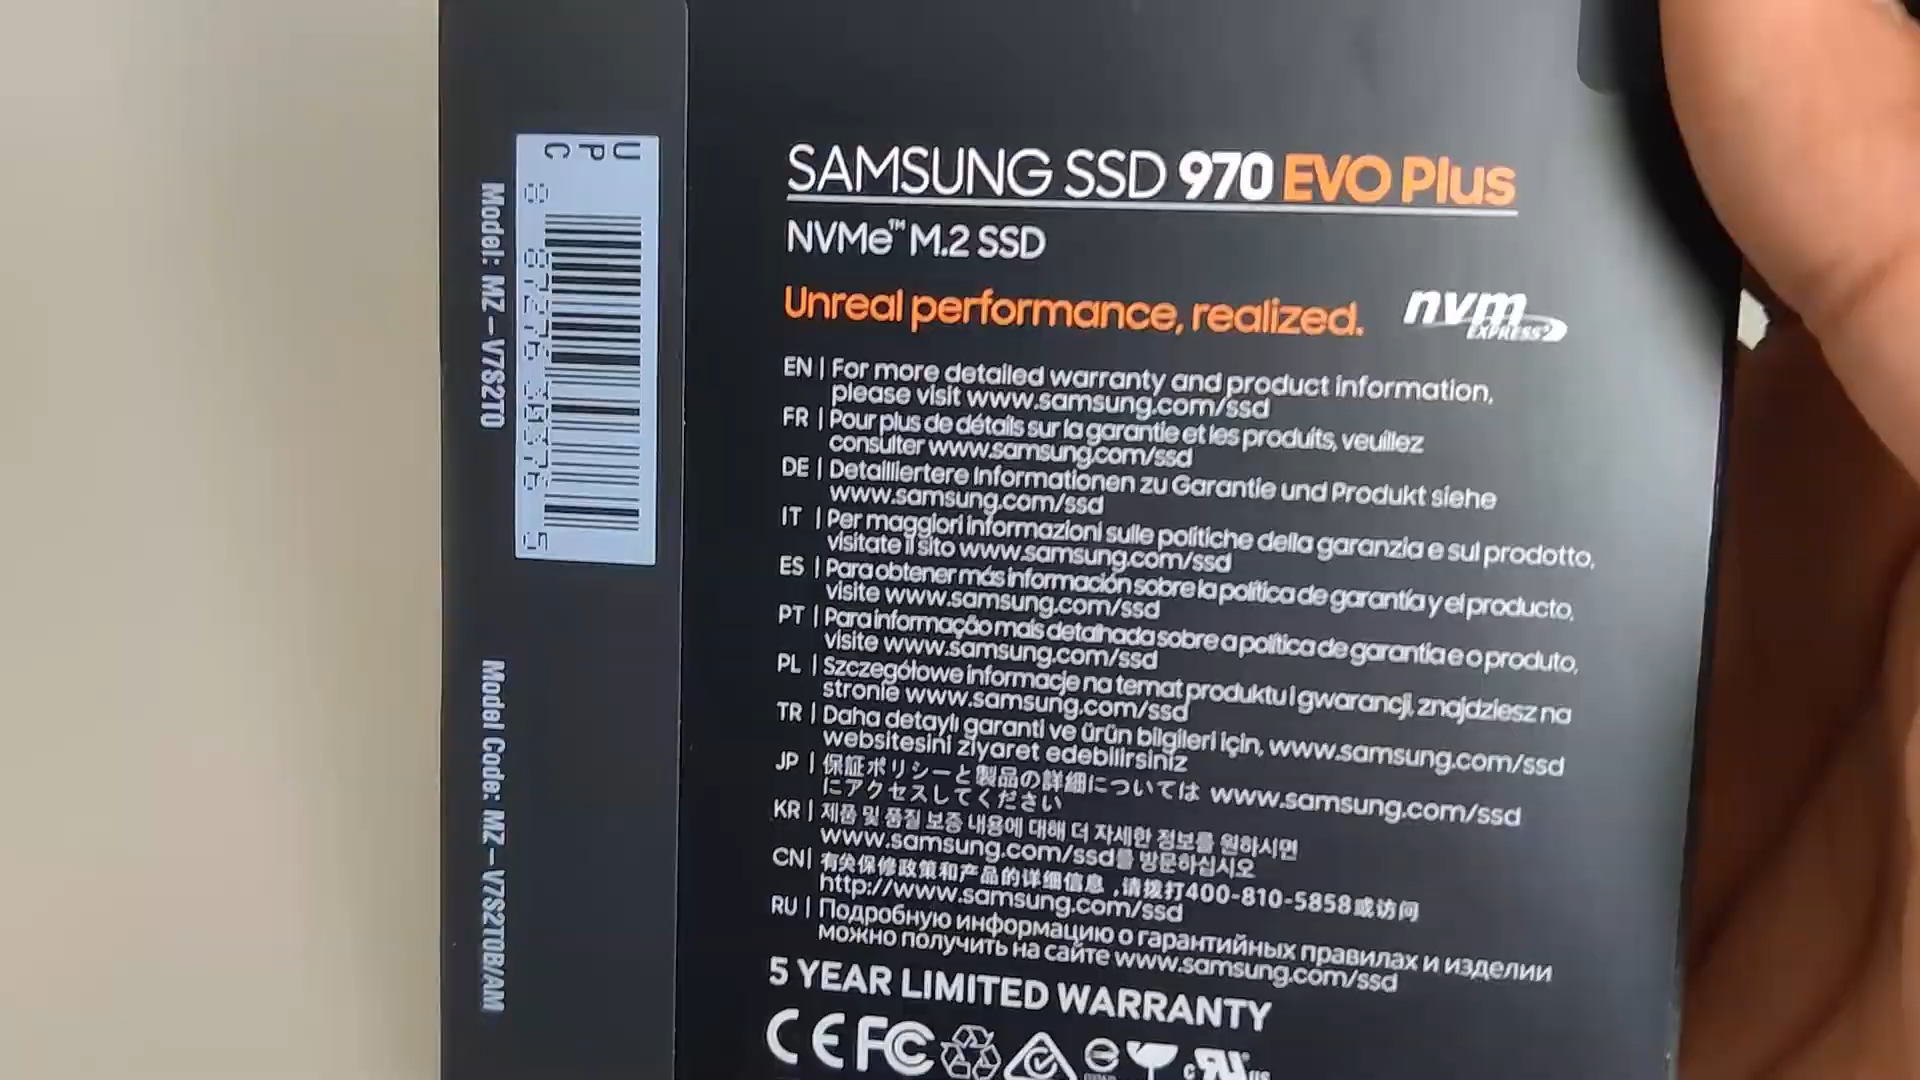 SAMSUNG SSD 970 EVO Plus
NVMe™ M.2 SSD
Unreal performance, realized.
nvm
EXPRESS
EN | For more detailed warranty and product information,
please visit www.samsung.com/ssd
FR | Pour plus de détails sur la garantie et les produits, veuillez
consulter www.samsung.com/ssd
DE | Detailliertere Informationen zu Garantie und Produkt siehe
www.samsung.com/ssd
IT | Per maggiori informazioni sulle politiche della garanzia e sul prodotto,
visitate il sito www.samsung.com/ssd
ES | Para obtener más información sobre la política de garantía y el producto,
visite www.samsung.com/ssd
PT | Para informação mais detalhada sobre a política de garantia e o produto,
visite www.samsung.com/ssd
PL | Szczegółowe informacje na temat produktu i gwarancji, znajdziesz na
stronie www.samsung.com/ssd
TR | Daha detaylı garanti ve ürün bilgileri için, www.samsung.com/ssd
websitesini ziyaret edebilirsiniz
JP | 保証ポリシーと製品の詳細については www.samsung.com/ssd
にアクセスしてください
KR | 제품 및 품질 보증 내용에 대해 더 자세한 정보를 원하시면
www.samsung.com/ssd를 방문하십시오
CN | 有关保修政策和产品的详细信息,请拨打400-810-5858或访问
http://www.samsung.com/ssd
RU | Подробную информацию о гарантийных правилах и изделии
можно получить на сайте www.samsung.com/ssd
5 YEAR LIMITED WARRANTY
CE FC
UPC
Model: MZ-V7S2T0
Model Code: MZ-V7S2T0B/AM